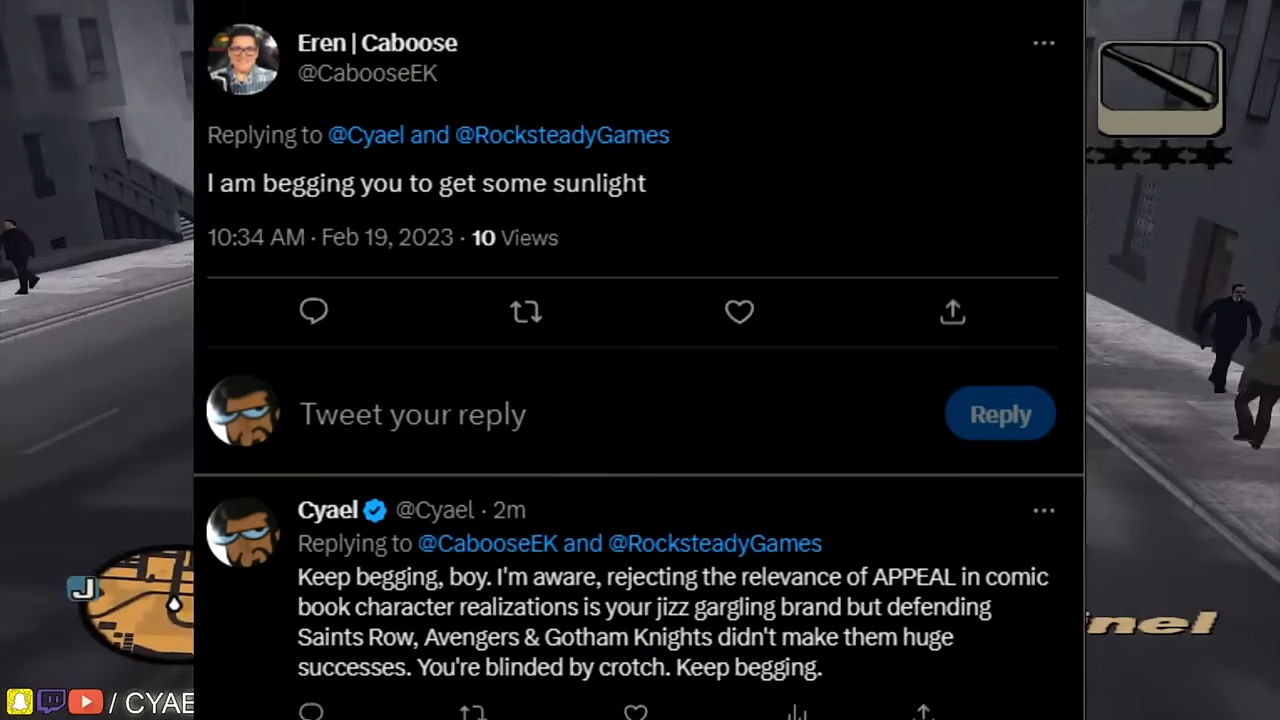 Eren | Caboose
@CabooseEK
Replying to @Cyael and @RocksteadyGames
I am begging you to get some sunlight
10:34 AM · Feb 19, 2023 · 10 Views
Tweet your reply
Reply
Cyael @Cyael · 2m
Replying to @CabooseEK and @RocksteadyGames
Keep begging, boy. I'm aware, rejecting the relevance of APPEAL in comic
book character realizations is your jizz gargling brand but defending
Saints Row, Avengers & Gotham Knights didn't make them huge
successes. You're blinded by crotch. Keep begging.
J
nel
/ CYAE